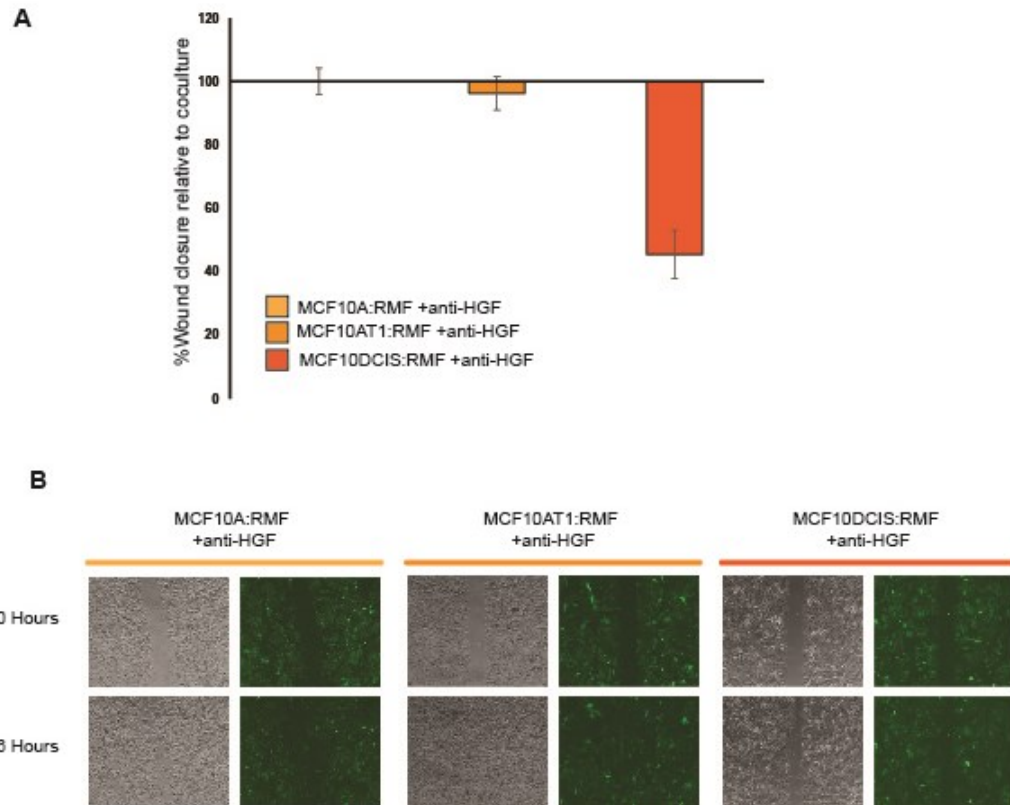 A
%Wound closure relative to coculture
120
100
80
60
40
20
0
MCF10A:RMF +anti-HGF
MCF10AT1:RMF +anti-HGF
MCF10DCIS:RMF +anti-HGF
B
MCF10A:RMF
+anti-HGF
MCF10AT1:RMF
+anti-HGF
MCF10DCIS:RMF
+anti-HGF
0 Hours
Hours